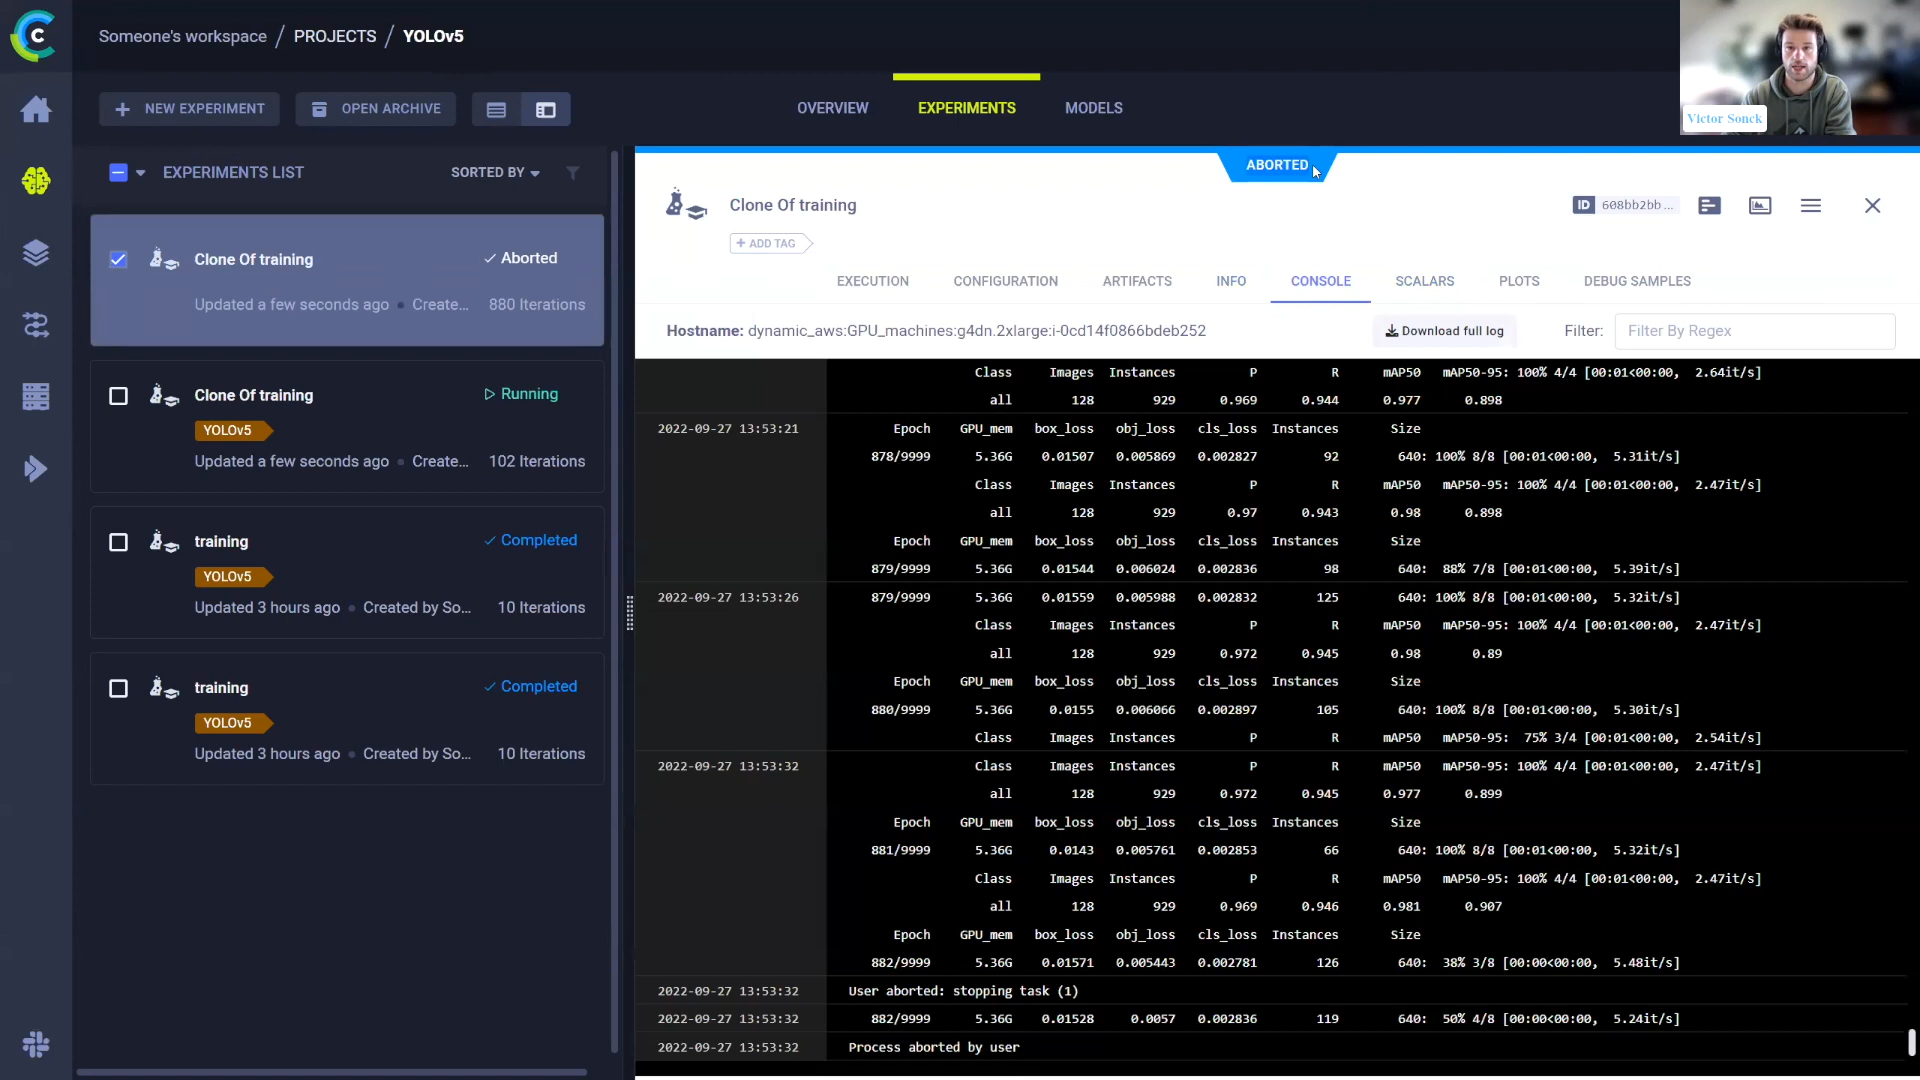 Someone's workspace / PROJECTS / YOLOv5
Victor Sonck
NEW EXPERIMENT
OPEN ARCHIVE
OVERVIEW
EXPERIMENTS
MODELS
EXPERIMENTS LIST
SORTED BY
Clone Of training
Aborted
Updated a few seconds ago • Create... 880 Iterations
Clone Of training
Running
YOLOv5
Updated a few seconds ago • Create... 102 Iterations
training
Completed
YOLOv5
Updated 3 hours ago • Created by So... 10 Iterations
training
Completed
YOLOv5
Updated 3 hours ago • Created by So... 10 Iterations
ABORTED
Clone Of training
ID 608bb2bb ...
+ ADD TAG
EXECUTION CONFIGURATION ARTIFACTS INFO CONSOLE SCALARS PLOTS DEBUG SAMPLES
Hostname: dynamic_aws:GPU_machines:g4dn.2xlarge:i-0cd14f0866bdeb252
Download full log
Filter: Filter By Regex
Class Images Instances P R mAP50 mAP50-95: 100% 4/4 [00:01<00:00, 2.64it/s]
all 128 929 0.969 0.944 0.977 0.898
2022-09-27 13:53:21 Epoch GPU_mem box_loss obj_loss cls_loss Instances Size
878/9999 5.36G 0.01507 0.005869 0.002827 92 640: 100% 8/8 [00:01<00:00, 5.31it/s]
Class Images Instances P R mAP50 mAP50-95: 100% 4/4 [00:01<00:00, 2.47it/s]
all 128 929 0.97 0.943 0.98 0.898
Epoch GPU_mem box_loss obj_loss cls_loss Instances Size
879/9999 5.36G 0.01544 0.006024 0.002836 98 640: 88% 7/8 [00:01<00:00, 5.39it/s]
2022-09-27 13:53:26 879/9999 5.36G 0.01559 0.005988 0.002832 125 640: 100% 8/8 [00:01<00:00, 5.32it/s]
Class Images Instances P R mAP50 mAP50-95: 100% 4/4 [00:01<00:00, 2.47it/s]
all 128 929 0.972 0.945 0.98 0.89
Epoch GPU_mem box_loss obj_loss cls_loss Instances Size
880/9999 5.36G 0.0155 0.006066 0.002897 105 640: 100% 8/8 [00:01<00:00, 5.30it/s]
Class Images Instances P R mAP50 mAP50-95: 75% 3/4 [00:01<00:00, 2.54it/s]
2022-09-27 13:53:32 Class Images Instances P R mAP50 mAP50-95: 100% 4/4 [00:01<00:00, 2.47it/s]
all 128 929 0.972 0.945 0.977 0.899
Epoch GPU_mem box_loss obj_loss cls_loss Instances Size
881/9999 5.36G 0.0143 0.005761 0.002853 66 640: 100% 8/8 [00:01<00:00, 5.32it/s]
Class Images Instances P R mAP50 mAP50-95: 100% 4/4 [00:01<00:00, 2.47it/s]
all 128 929 0.969 0.946 0.981 0.907
Epoch GPU_mem box_loss obj_loss cls_loss Instances Size
882/9999 5.36G 0.01571 0.005443 0.002781 126 640: 38% 3/8 [00:00<00:00, 5.48it/s]
2022-09-27 13:53:32 User aborted: stopping task (1)
2022-09-27 13:53:32 882/9999 5.36G 0.01528 0.0057 0.002836 119 640: 50% 4/8 [00:00<00:00, 5.24it/s]
2022-09-27 13:53:32 Process aborted by user